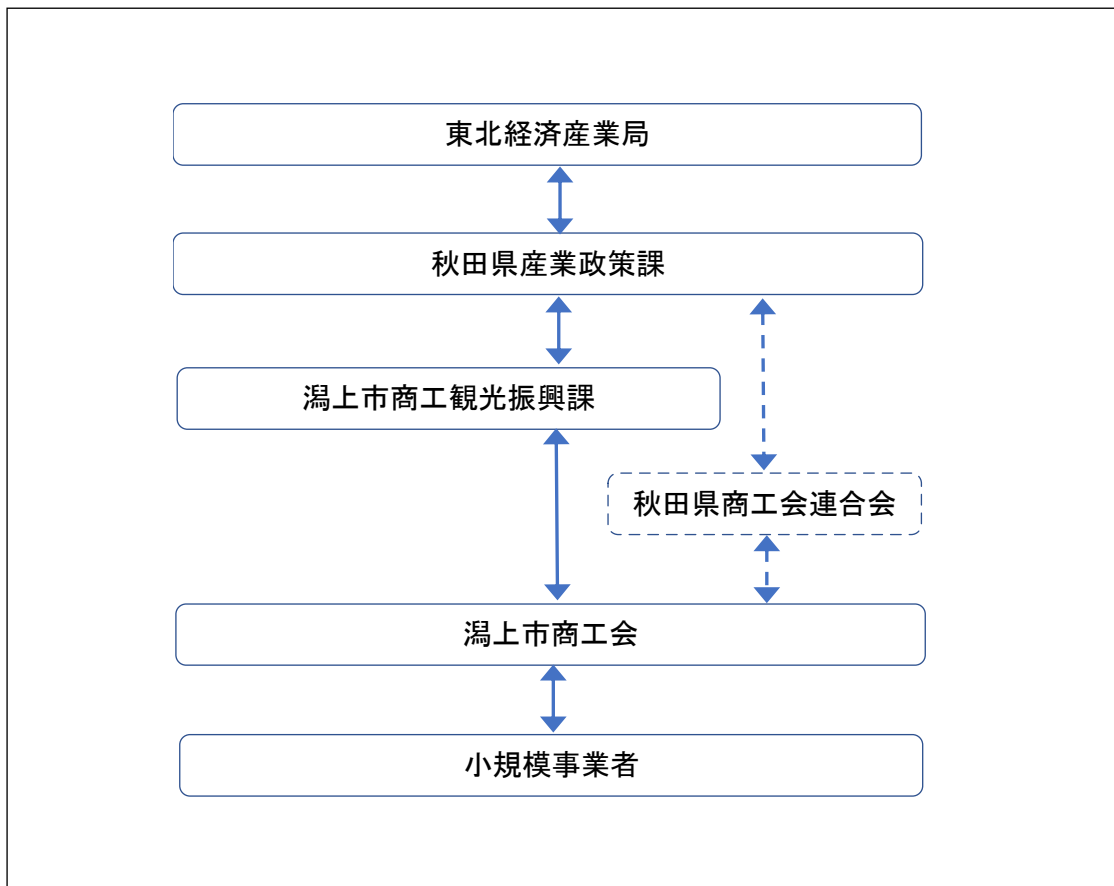 東北経済産業局
秋田県産業政策課
潟上市商工観光振興課
秋田県商工会連合会
潟上市商工会
小規模事業者